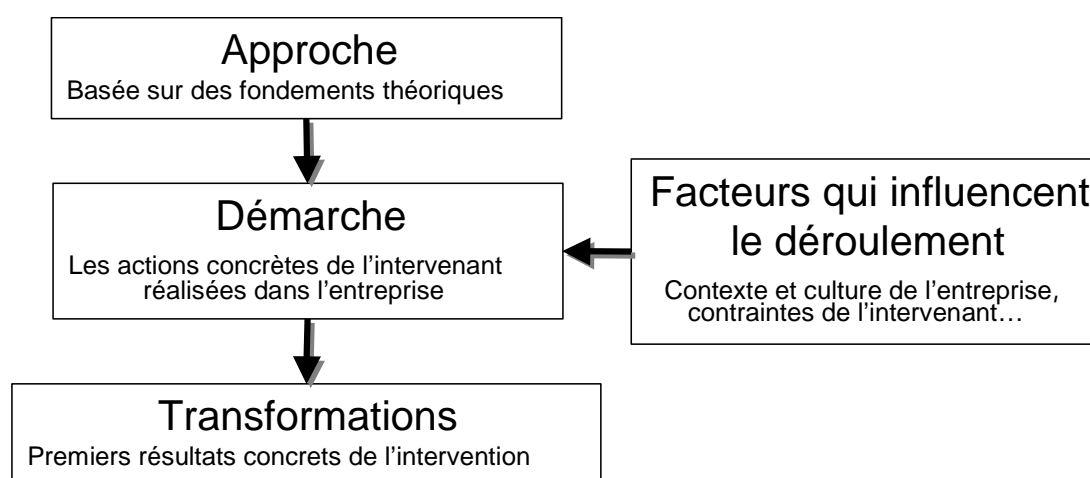 Approche
Basée sur des fondements théoriques
Démarche
Les actions concrètes de l'intervenant
réalisées dans l'entreprise
Facteurs qui influencent
le déroulement
Contexte et culture de l'entreprise,
contraintes de l'intervenant…
Transformations
Premiers résultats concrets de l'intervention